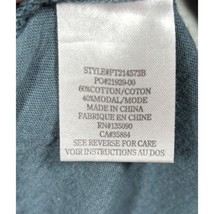 STYLE#PT214573B
PO#21929-00
60%COTTON/COTON
40%MODAL/MODE
MADE IN CHINA
FABRIQUE EN CHINE
RN#135090
CA#35884
SEE REVERSE FOR CARE
VOIR INSTRUCTIONS AU DOS